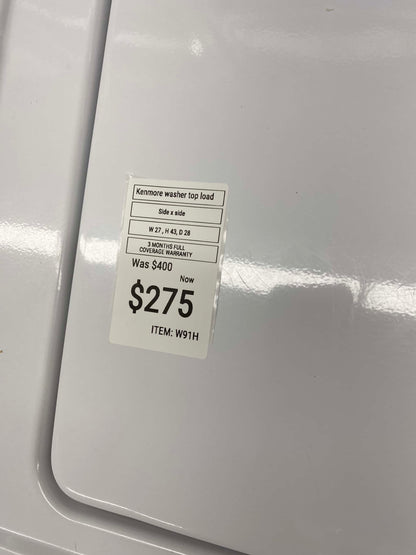 Kenmore washer top load
Side x side
W 27 , H 43, D 28
3 MONTHS FULL
COVERAGE WARRANTY
Was $400
Now
$275
ITEM: W91H